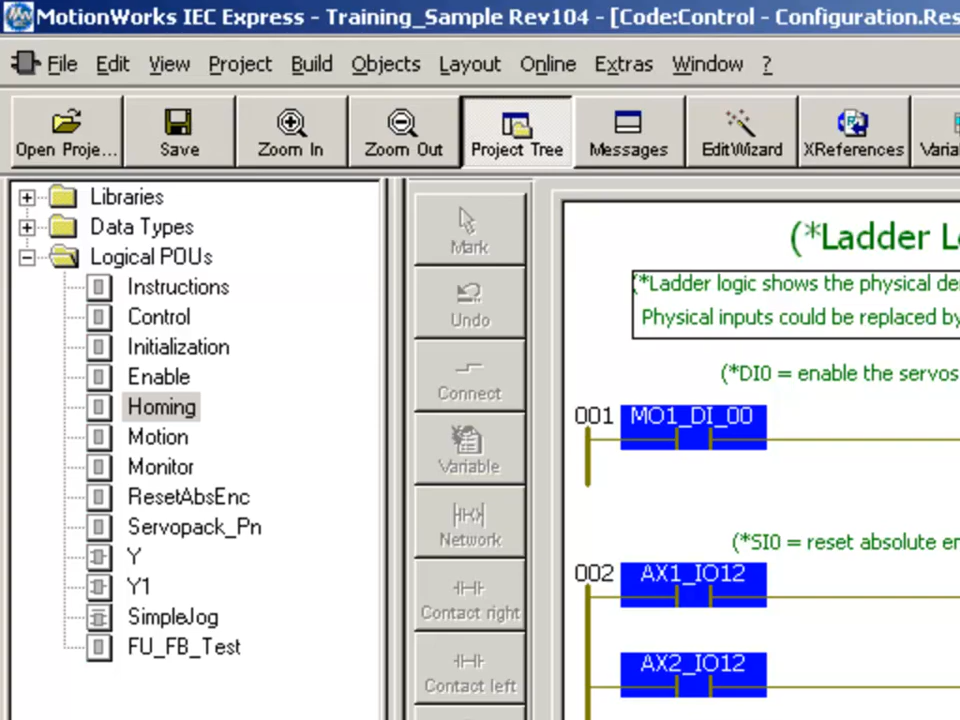 MotionWorks IEC Express - Training_Sample Rev104 - [Code:Control - Configuration.Res
File Edit View Project Build Objects Layout Online Extras Window ?
Open Proje... Save Zoom In Zoom Out Project Tree Messages Edit Wizard XReferences Varia
Libraries
Data Types
Logical POUs
Instructions
Control
Initialization
Enable
Homing
Motion
Monitor
ResetAbsEnc
Servopack_Pn
Y
Y1
SimpleJog
FU_FB_Test
Mark
Undo
Connect
Variable
Network
Contact right
Contact left
(*Ladder L
(*Ladder logic shows the physical de
Physical inputs could be replaced by
(*DI0 = enable the servos
001 MO1_DI_00
(*SI0 = reset absolute en
002 AX1_IO12
AX2_IO12